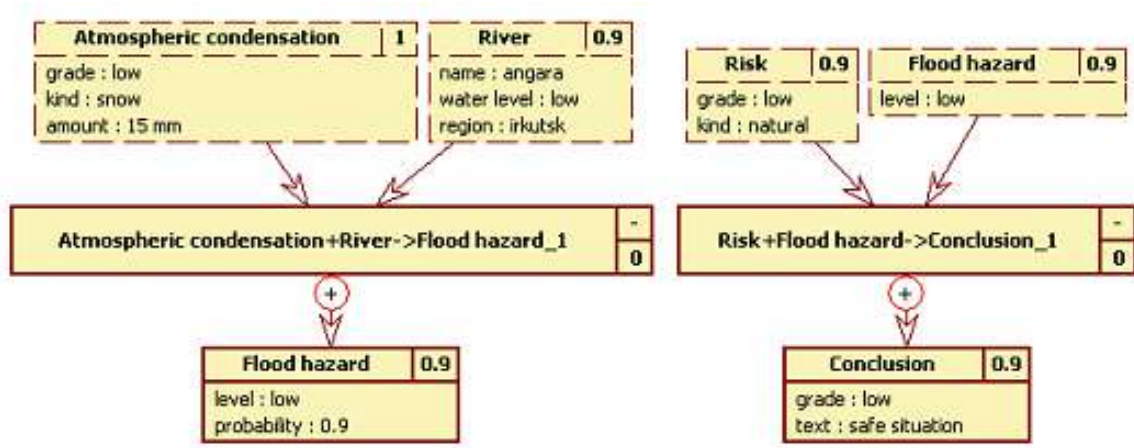 Atmospheric condensation 1
grade : low
kind : snow
amount : 15 mm
River 0.9
name : angara
water level : low
region : irkutsk
Risk 0.9
grade : low
kind : natural
Flood hazard 0.9
level : low
Atmospheric condensation+River->Flood hazard_1
-
0
Risk+Flood hazard->Conclusion_1
-
0
+
+
Flood hazard 0.9
level : low
probability : 0.9
Conclusion 0.9
grade : low
text : safe situation